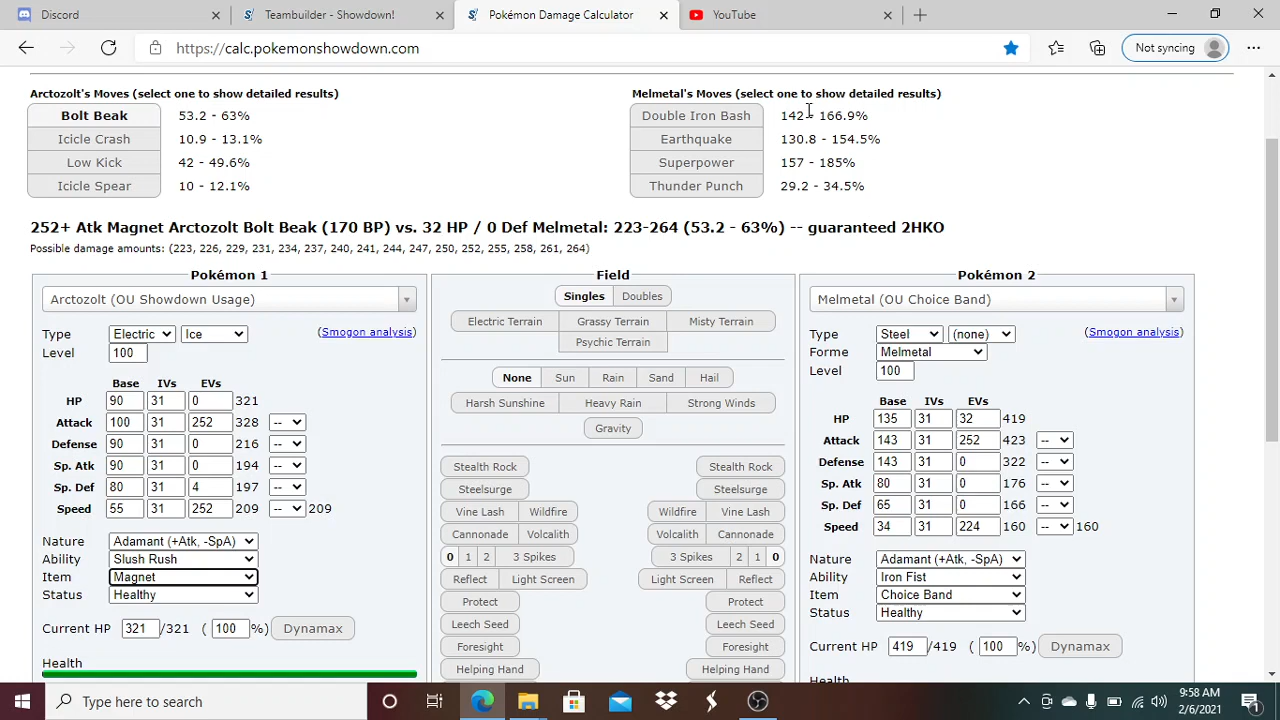 Discord × Teambuilder - Showdown! × Pokémon Damage Calculator × YouTube × +
https://calc.pokemonshowdown.com Not syncing
Arctozolt's Moves (select one to show detailed results) Melmetal's Moves (select one to show detailed results)
Bolt Beak 53.2 - 63% Double Iron Bash 142 - 166.9%
Icicle Crash 10.9 - 13.1% Earthquake 130.8 - 154.5%
Low Kick 42 - 49.6% Superpower 157 - 185%
Icicle Spear 10 - 12.1% Thunder Punch 29.2 - 34.5%
252+ Atk Magnet Arctozolt Bolt Beak (170 BP) vs. 32 HP / 0 Def Melmetal: 223-264 (53.2 - 63%) -- guaranteed 2HKO
Possible damage amounts: (223, 226, 229, 231, 234, 237, 240, 241, 244, 247, 250, 252, 255, 258, 261, 264)
Pokémon 1
Arctozolt (OU Showdown Usage)
Type Electric Ice (Smogon analysis)
Level 100
Base IVs EVs
HP 90 31 0 321
Attack 100 31 252 328 --
Defense 90 31 0 216 --
Sp. Atk 90 31 0 194 --
Sp. Def 80 31 4 197 --
Speed 55 31 252 209 -- 209
Nature Adamant (+Atk, -SpA)
Ability Slush Rush
Item Magnet
Status Healthy
Current HP 321 /321 ( 100 %) Dynamax
Health
Field
Singles Doubles
Electric Terrain Grassy Terrain Misty Terrain
Psychic Terrain
None Sun Rain Sand Hail
Harsh Sunshine Heavy Rain Strong Winds
Gravity
Stealth Rock Stealth Rock
Steelsurge Steelsurge
Vine Lash Wildfire Wildfire Vine Lash
Cannonade Volcalith Volcalith Cannonade
0 1 2 3 Spikes 3 Spikes 2 1 0
Reflect Light Screen Light Screen Reflect
Protect Protect
Leech Seed Leech Seed
Foresight Foresight
Helping Hand Helping Hand
Pokémon 2
Melmetal (OU Choice Band)
Type Steel (none) (Smogon analysis)
Forme Melmetal
Level 100
Base IVs EVs
HP 135 31 32 419
Attack 143 31 252 423 --
Defense 143 31 0 322 --
Sp. Atk 80 31 0 176 --
Sp. Def 65 31 0 166 --
Speed 34 31 224 160 -- 160
Nature Adamant (+Atk, -SpA)
Ability Iron Fist
Item Choice Band
Status Healthy
Current HP 419 /419 ( 100 %) Dynamax
Health
Type here to search
9:58 AM
2/6/2021
1